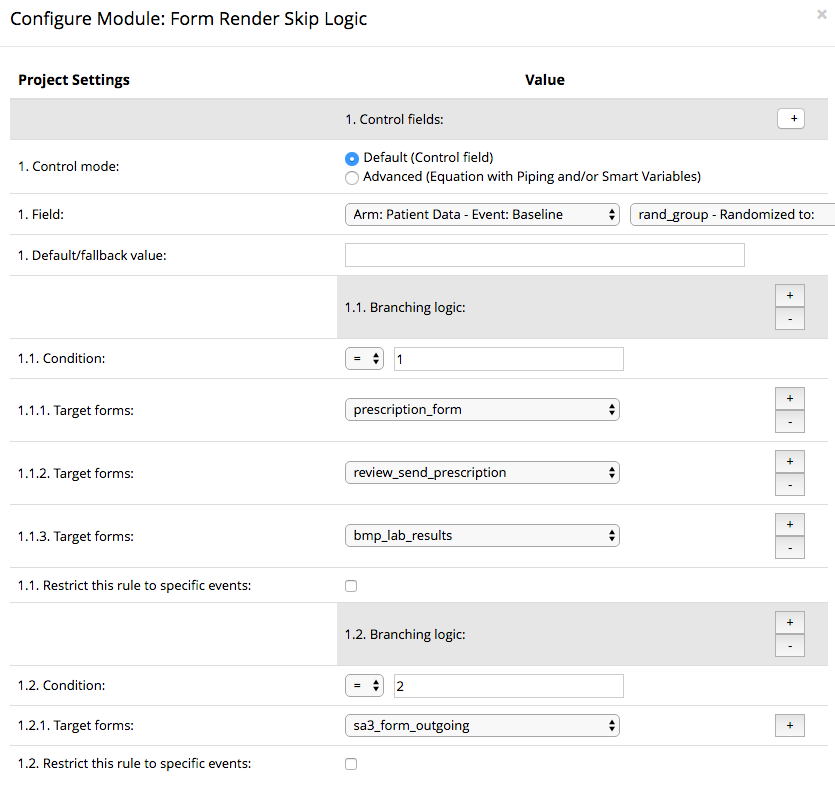 Configure Module: Form Render Skip Logic ×
Project Settings Value
1. Control fields: +
1. Control mode: Default (Control field)
Advanced (Equation with Piping and/or Smart Variables)
1. Field: Arm: Patient Data - Event: Baseline rand_group - Randomized to:
1. Default/fallback value:
1.1. Branching logic: +
-
1.1. Condition: = 1
1.1.1. Target forms: prescription_form +
-
1.1.2. Target forms: review_send_prescription +
-
1.1.3. Target forms: bmp_lab_results +
-
1.1. Restrict this rule to specific events:
1.2. Branching logic: +
-
1.2. Condition: = 2
1.2.1. Target forms: sa3_form_outgoing +
1.2. Restrict this rule to specific events: